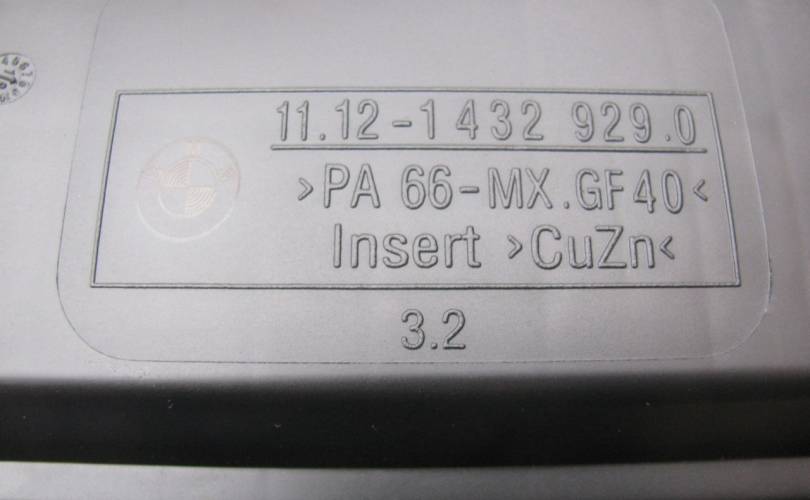 11.12-1 432 929.0
>PA 66-MX.GF40<
Insert >CuZn<
3.2